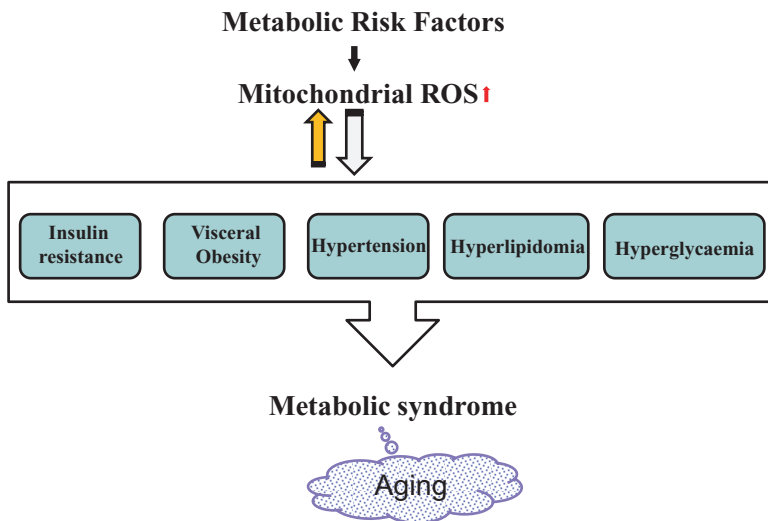 Metabolic Risk Factors
Mitochondrial ROS
Insulin
resistance
Visceral
Obesity
Hypertension
Hyperlipidomia
Hyperglycaemia
Metabolic syndrome
Aging